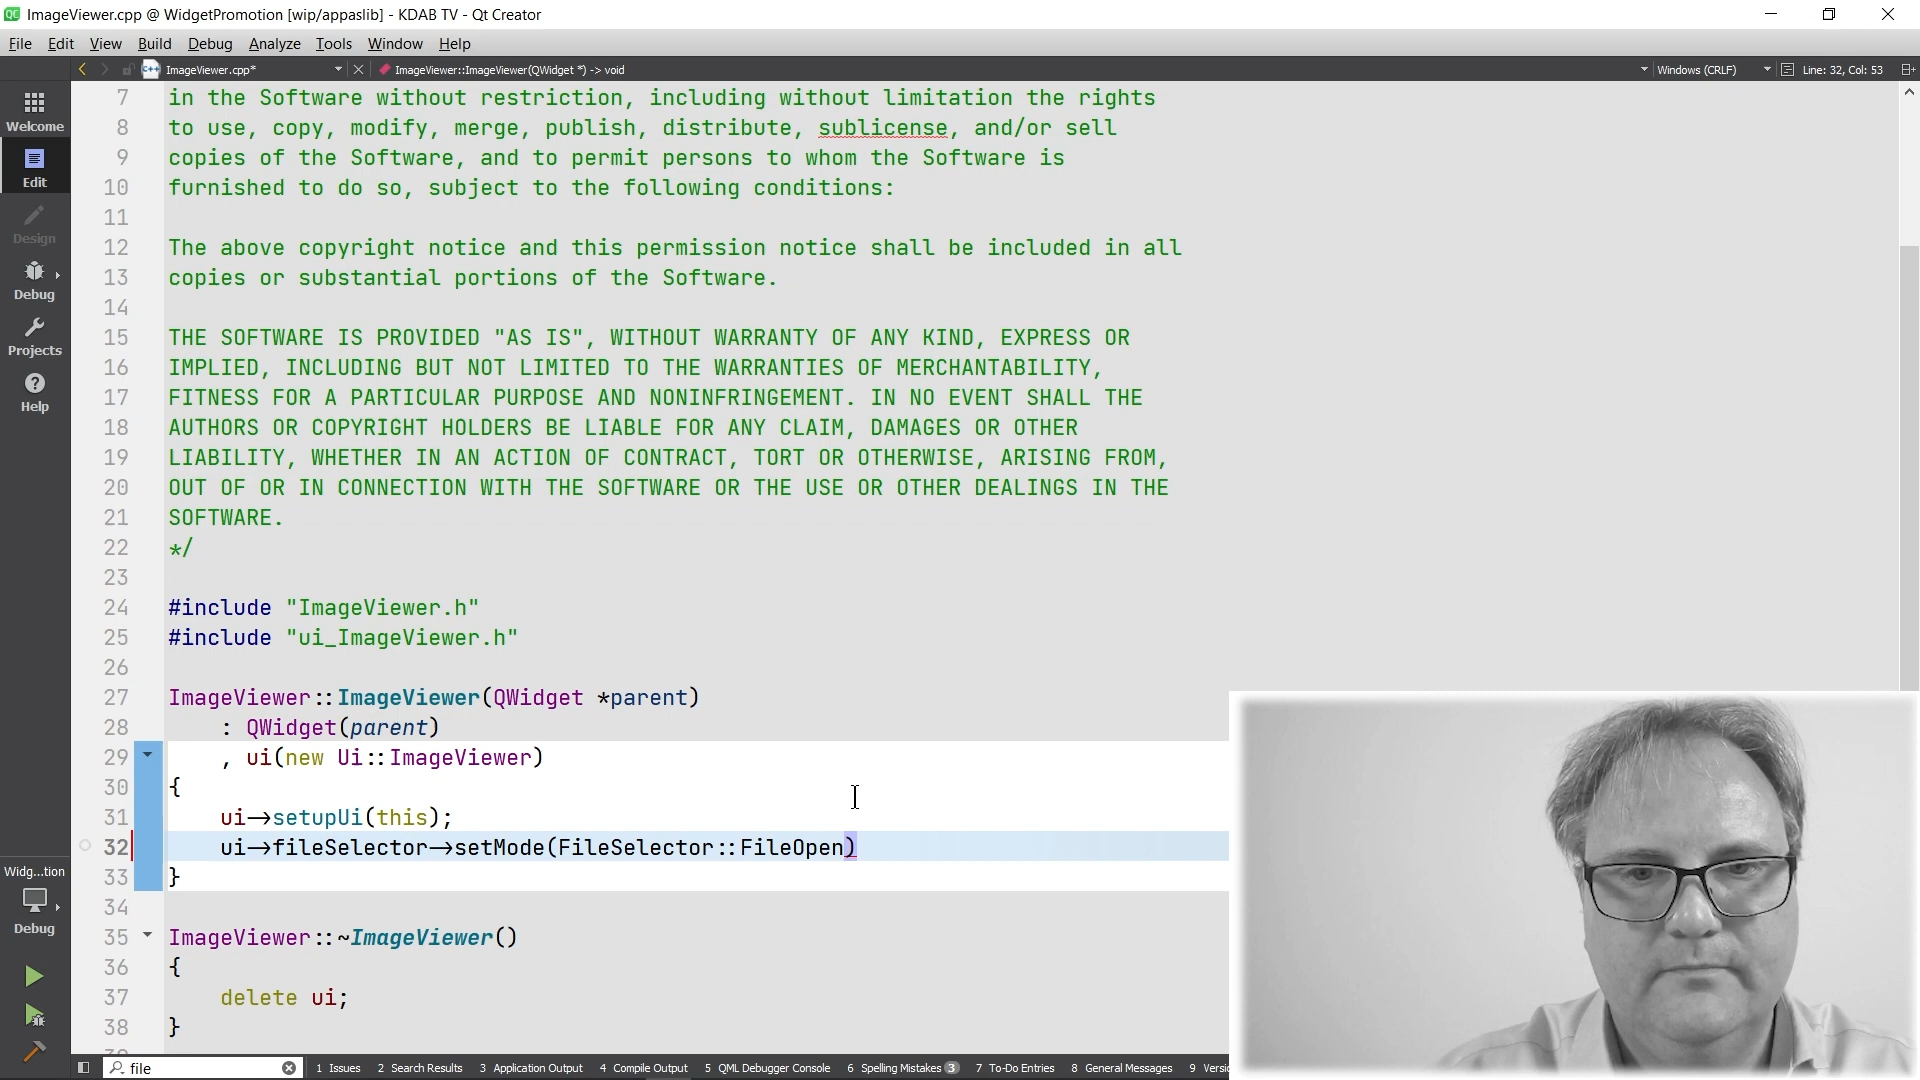 ImageViewer.cpp @ WidgetPromotion [wip/appaslib] - KDAB TV - Qt Creator
File Edit View Build Debug Analyze Tools Window Help
ImageViewer.cpp* ImageViewer::ImageViewer(QWidget *) -> void Windows (CRLF) Line: 32, Col: 53
Welcome
Edit
Design
Debug
Projects
Help
Widg...tion
Debug
7 in the Software without restriction, including without limitation the rights
8 to use, copy, modify, merge, publish, distribute, sublicense, and/or sell
9 copies of the Software, and to permit persons to whom the Software is
10 furnished to do so, subject to the following conditions:
11
12 The above copyright notice and this permission notice shall be included in all
13 copies or substantial portions of the Software.
14
15 THE SOFTWARE IS PROVIDED "AS IS", WITHOUT WARRANTY OF ANY KIND, EXPRESS OR
16 IMPLIED, INCLUDING BUT NOT LIMITED TO THE WARRANTIES OF MERCHANTABILITY,
17 FITNESS FOR A PARTICULAR PURPOSE AND NONINFRINGEMENT. IN NO EVENT SHALL THE
18 AUTHORS OR COPYRIGHT HOLDERS BE LIABLE FOR ANY CLAIM, DAMAGES OR OTHER
19 LIABILITY, WHETHER IN AN ACTION OF CONTRACT, TORT OR OTHERWISE, ARISING FROM,
20 OUT OF OR IN CONNECTION WITH THE SOFTWARE OR THE USE OR OTHER DEALINGS IN THE
21 SOFTWARE.
22 */
23
24 #include "ImageViewer.h"
25 #include "ui_ImageViewer.h"
26
27 ImageViewer::ImageViewer(QWidget *parent)
28 : QWidget(parent)
29 , ui(new Ui::ImageViewer)
30 {
31 ui->setupUi(this);
32 ui->fileSelector->setMode(FileSelector::FileOpen)
33 }
34
35 ImageViewer::~ImageViewer()
36 {
37 delete ui;
38 }
file 1 Issues 2 Search Results 3 Application Output 4 Compile Output 5 QML Debugger Console 6 Spelling Mistakes 3 7 To-Do Entries 8 General Messages 9